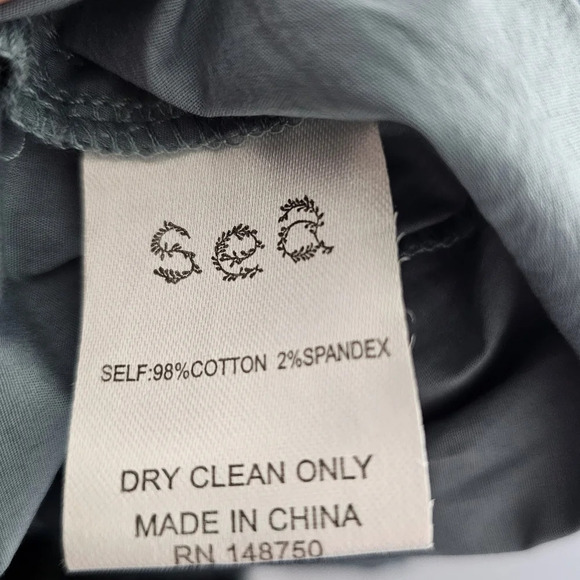 sea
SELF:98%COTTON 2%SPANDEX
DRY CLEAN ONLY
MADE IN CHINA
RN 148750